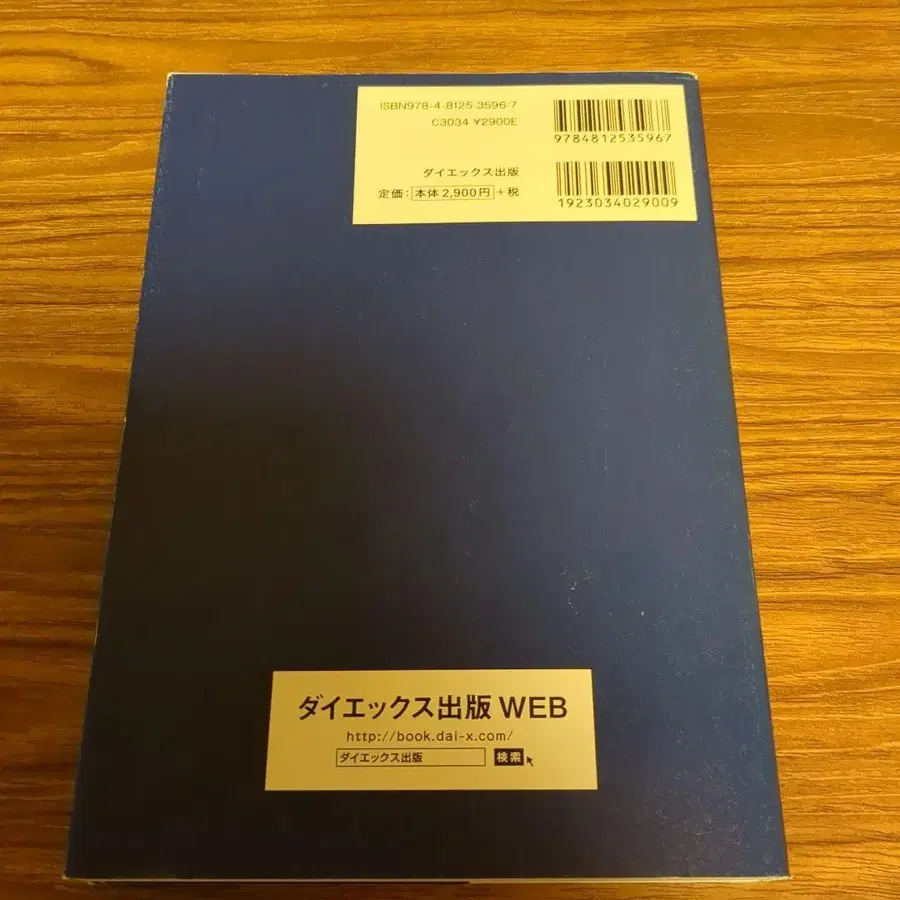 ISBN978-4-8125-3596-7
C3034 ¥2900E
ダイエックス出版
定価：本体2,900円＋税
9784812535967
1923034029009
ダイエックス出版 WEB
http://book.dai-x.com/
ダイエックス出版 検索